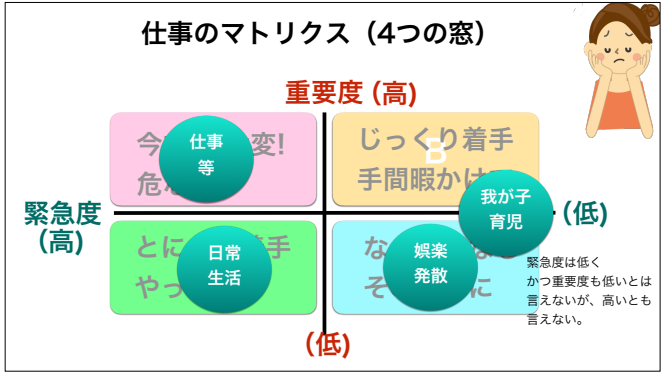 仕事のマトリクス（4つの窓）
重要度（高）
仕事
等
変!
じっくり着手
B
手間暇かけ
我が子
育児
緊急度
（高）
（低）
日常
生活
手
娯楽
発散
緊急度は低く
かつ重要度も低いとは
言えないが、高いとも
言えない。
（低）